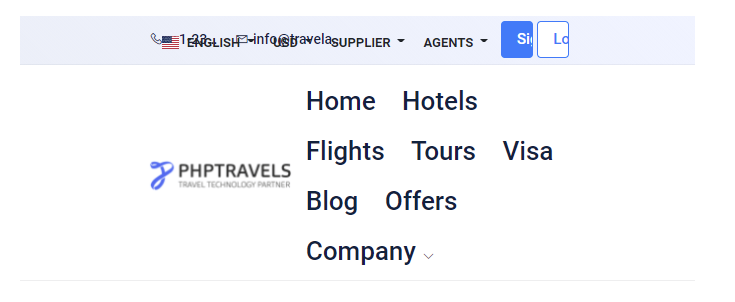 1-23 ENGLISH info@travela USD SUPPLIER AGENTS Si Lo
Home Hotels
Flights Tours Visa
PHPTRAVELS
TRAVEL TECHNOLOGY PARTNER
Blog Offers
Company